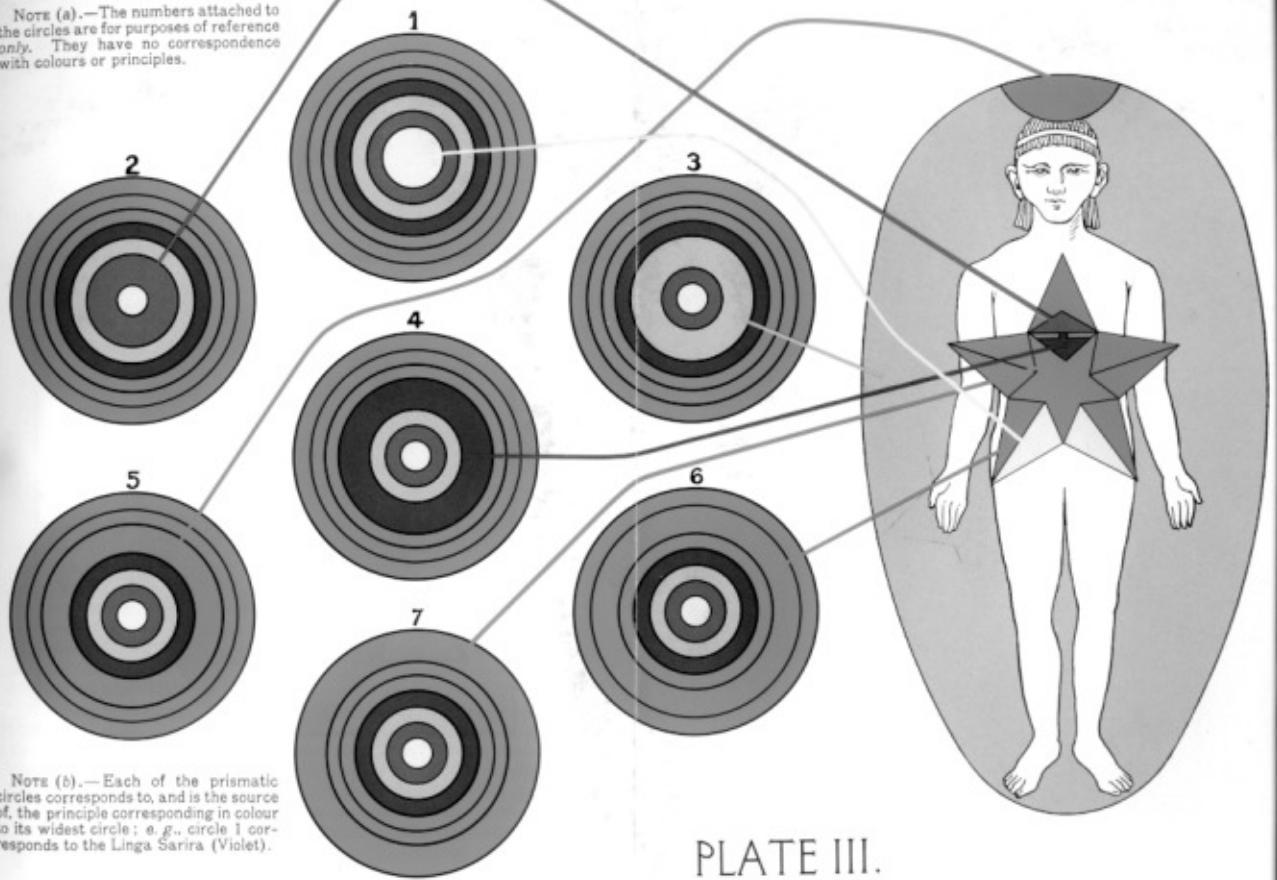 NOTE (a).—The numbers attached to
the circles are for purposes of reference
only. They have no correspondence
with colours or principles.
1
2
3
4
5
6
7
NOTE (b).—Each of the prismatic
circles corresponds to, and is the source
of, the principle corresponding in colour
to its widest circle; e. g., circle 1 cor-
responds to the Linga Sarira (Violet).
PLATE III.